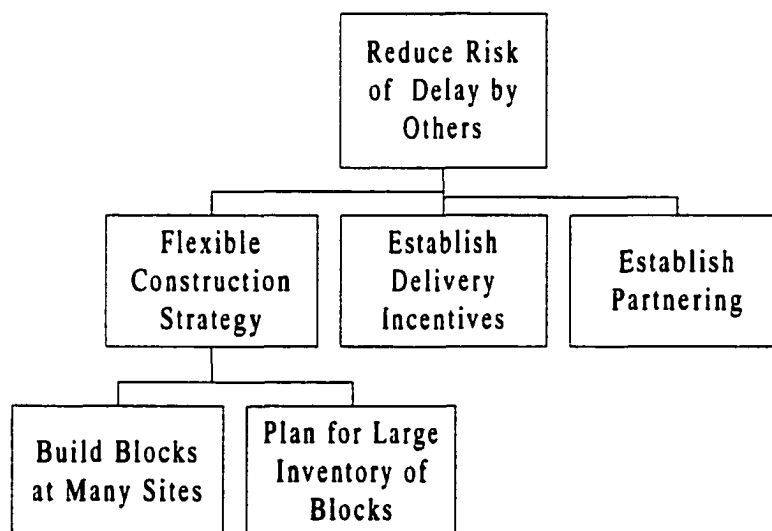 Reduce Risk
of Delay by
Others
Flexible
Construction
Strategy
Establish
Delivery
Incentives
Establish
Partnering
Build Blocks
at Many Sites
Plan for Large
Inventory of
Blocks